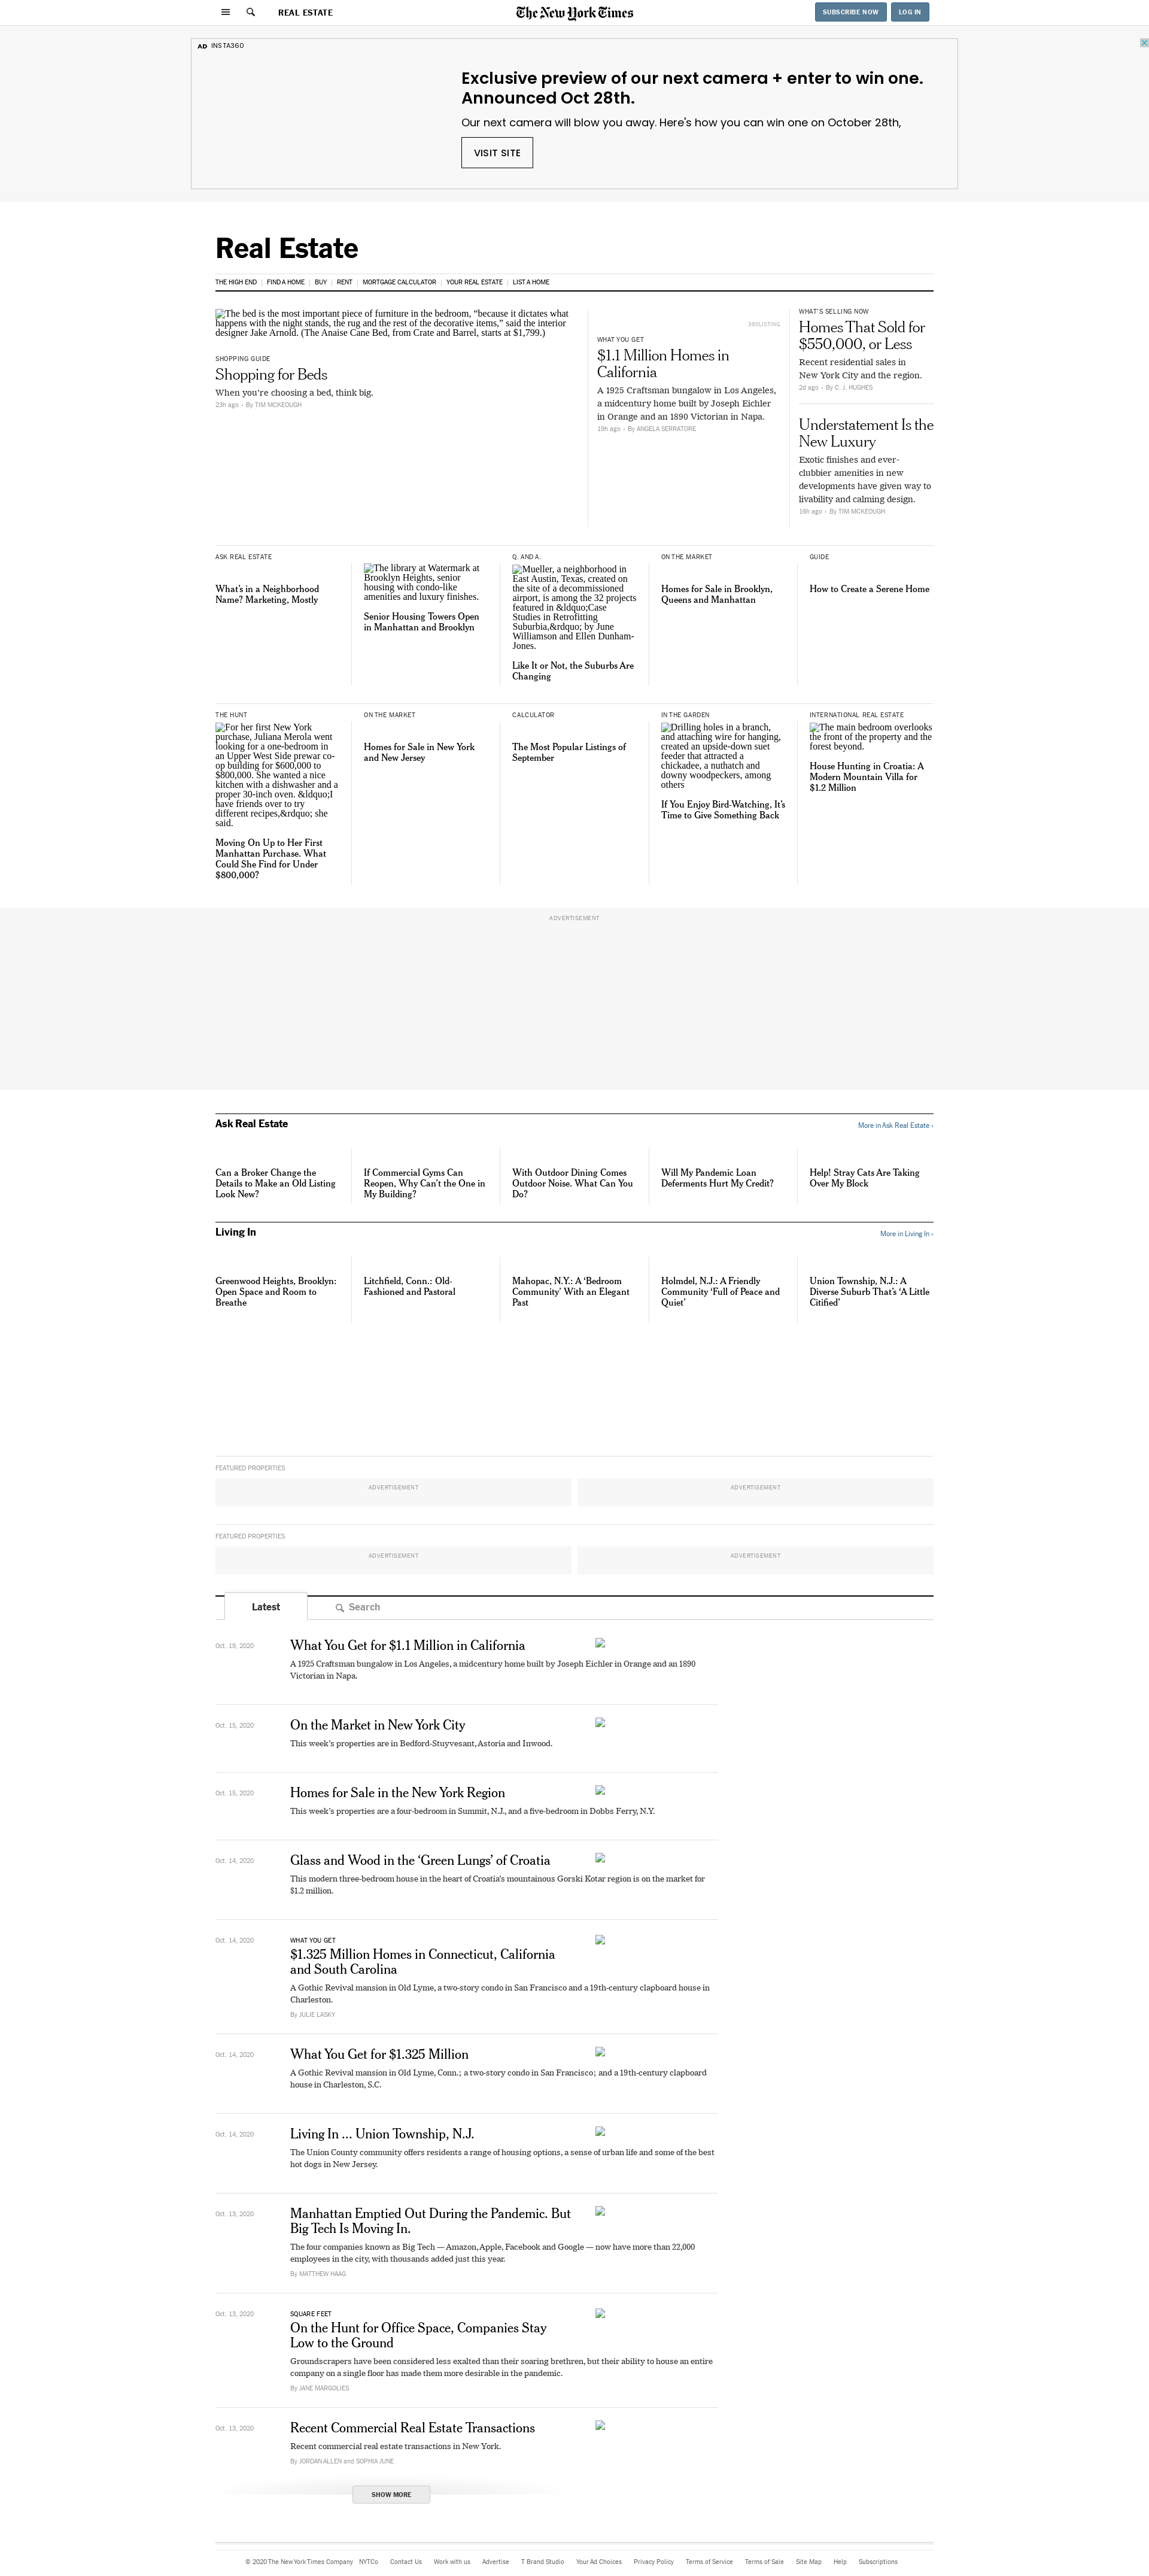 REAL ESTATE
The New York Times
SUBSCRIBE NOW
LOG IN
AD INSTA360
Exclusive preview of our next camera + enter to win one.
Announced Oct 28th.
Our next camera will blow you away. Here's how you can win one on October 28th,
VISIT SITE
Real Estate
THE HIGH END | FIND A HOME | BUY | RENT | MORTGAGE CALCULATOR | YOUR REAL ESTATE | LIST A HOME
The bed is the most important piece of furniture in the bedroom, “because it dictates what
happens with the night stands, the rug and the rest of the decorative items,” said the interior
designer Jake Arnold. (The Anaise Cane Bed, from Crate and Barrel, starts at $1,799.)
SHOPPING GUIDE
Shopping for Beds
When you’re choosing a bed, think big.
23h ago • By TIM MCKEOUGH
360LISTING
WHAT YOU GET
$1.1 Million Homes in
California
A 1925 Craftsman bungalow in Los Angeles,
a midcentury home built by Joseph Eichler
in Orange and an 1890 Victorian in Napa.
19h ago • By ANGELA SERRATORE
WHAT’S SELLING NOW
Homes That Sold for
$550,000, or Less
Recent residential sales in
New York City and the region.
2d ago • By C. J. HUGHES
Understatement Is the
New Luxury
Exotic finishes and ever-
clubbier amenities in new
developments have given way to
livability and calming design.
16h ago • By TIM MCKEOUGH
ASK REAL ESTATE
What’s in a Neighborhood
Name? Marketing, Mostly
The library at Watermark at
Brooklyn Heights, senior
housing with condo-like
amenities and luxury finishes.
Senior Housing Towers Open
in Manhattan and Brooklyn
Q. AND A.
Mueller, a neighborhood in
East Austin, Texas, created on
the site of a decommissioned
airport, is among the 32 projects
featured in &ldquo;Case
Studies in Retrofitting
Suburbia,&rdquo; by June
Williamson and Ellen Dunham-
Jones.
Like It or Not, the Suburbs Are
Changing
ON THE MARKET
Homes for Sale in Brooklyn,
Queens and Manhattan
GUIDE
How to Create a Serene Home
THE HUNT
For her first New York
purchase, Juliana Merola went
looking for a one-bedroom in
an Upper West Side prewar co-
op building for $600,000 to
$800,000. She wanted a nice
kitchen with a dishwasher and a
proper 30-inch oven. &ldquo;I
have friends over to try
different recipes,&rdquo; she
said.
Moving On Up to Her First
Manhattan Purchase. What
Could She Find for Under
$800,000?
ON THE MARKET
Homes for Sale in New York
and New Jersey
CALCULATOR
The Most Popular Listings of
September
IN THE GARDEN
Drilling holes in a branch,
and attaching wire for hanging,
created an upside-down suet
feeder that attracted a
chickadee, a nuthatch and
downy woodpeckers, among
others
If You Enjoy Bird-Watching, It’s
Time to Give Something Back
INTERNATIONAL REAL ESTATE
The main bedroom overlooks
the front of the property and the
forest beyond.
House Hunting in Croatia: A
Modern Mountain Villa for
$1.2 Million
ADVERTISEMENT
Ask Real Estate
More in Ask Real Estate ›
Can a Broker Change the
Details to Make an Old Listing
Look New?
If Commercial Gyms Can
Reopen, Why Can’t the One in
My Building?
With Outdoor Dining Comes
Outdoor Noise. What Can You
Do?
Will My Pandemic Loan
Deferments Hurt My Credit?
Help! Stray Cats Are Taking
Over My Block
Living In
More in Living In ›
Greenwood Heights, Brooklyn:
Open Space and Room to
Breathe
Litchfield, Conn.: Old-
Fashioned and Pastoral
Mahopac, N.Y.: A ‘Bedroom
Community’ With an Elegant
Past
Holmdel, N.J.: A Friendly
Community ‘Full of Peace and
Quiet’
Union Township, N.J.: A
Diverse Suburb That’s ‘A Little
Citified’
FEATURED PROPERTIES
ADVERTISEMENT
ADVERTISEMENT
FEATURED PROPERTIES
ADVERTISEMENT
ADVERTISEMENT
Latest
Search
Oct. 19, 2020
What You Get for $1.1 Million in California
A 1925 Craftsman bungalow in Los Angeles, a midcentury home built by Joseph Eichler in Orange and an 1890
Victorian in Napa.
Oct. 15, 2020
On the Market in New York City
This week’s properties are in Bedford-Stuyvesant, Astoria and Inwood.
Oct. 15, 2020
Homes for Sale in the New York Region
This week’s properties are a four-bedroom in Summit, N.J., and a five-bedroom in Dobbs Ferry, N.Y.
Oct. 14, 2020
Glass and Wood in the ‘Green Lungs’ of Croatia
This modern three-bedroom house in the heart of Croatia’s mountainous Gorski Kotar region is on the market for
$1.2 million.
Oct. 14, 2020
WHAT YOU GET
$1.325 Million Homes in Connecticut, California
and South Carolina
A Gothic Revival mansion in Old Lyme, a two-story condo in San Francisco and a 19th-century clapboard house in
Charleston.
By JULIE LASKY
Oct. 14, 2020
What You Get for $1.325 Million
A Gothic Revival mansion in Old Lyme, Conn.; a two-story condo in San Francisco; and a 19th-century clapboard
house in Charleston, S.C.
Oct. 14, 2020
Living In ... Union Township, N.J.
The Union County community offers residents a range of housing options, a sense of urban life and some of the best
hot dogs in New Jersey.
Oct. 13, 2020
Manhattan Emptied Out During the Pandemic. But
Big Tech Is Moving In.
The four companies known as Big Tech — Amazon, Apple, Facebook and Google — now have more than 22,000
employees in the city, with thousands added just this year.
By MATTHEW HAAG
Oct. 13, 2020
SQUARE FEET
On the Hunt for Office Space, Companies Stay
Low to the Ground
Groundscrapers have been considered less exalted than their soaring brethren, but their ability to house an entire
company on a single floor has made them more desirable in the pandemic.
By JANE MARGOLIES
Oct. 13, 2020
Recent Commercial Real Estate Transactions
Recent commercial real estate transactions in New York.
By JORDAN ALLEN and SOPHIA JUNE
SHOW MORE
© 2020 The New York Times Company NYTCo Contact Us Work with us Advertise T Brand Studio Your Ad Choices Privacy Policy Terms of Service Terms of Sale Site Map Help Subscriptions